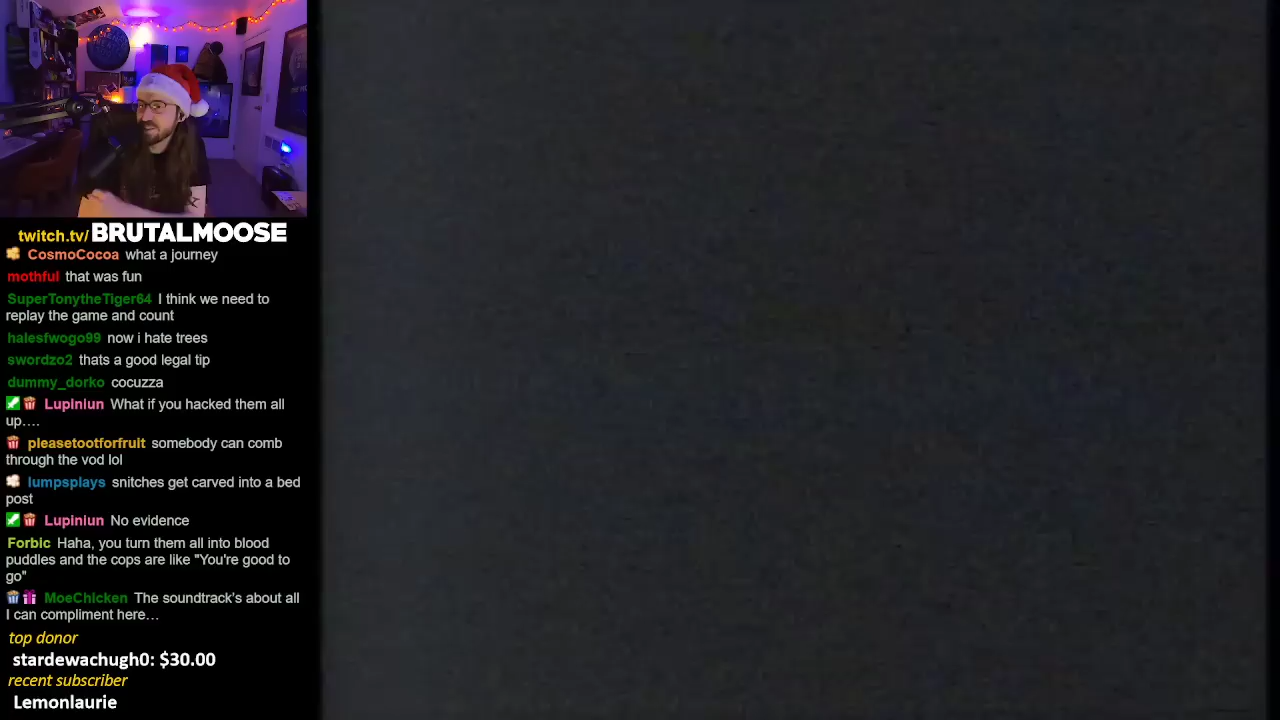 twitch.tv/BRUTALMOOSE
CosmoCocoa what a journey
mothful that was fun
SuperTonytheTiger64 I think we need to
replay the game and count
halesfwogo99 now i hate trees
swordzo2 thats a good legal tip
dummy_dorko cocuzza
Lupiniun What if you hacked them all
up....
pleasetootforfruit somebody can comb
through the vod lol
lumpsplays snitches get carved into a bed
post
Lupiniun No evidence
Forbic Haha, you turn them all into blood
puddles and the cops are like "You're good to
go"
MoeChicken The soundtrack's about all
I can compliment here...
top donor
stardewachugh0: $30.00
recent subscriber
Lemonlaurie